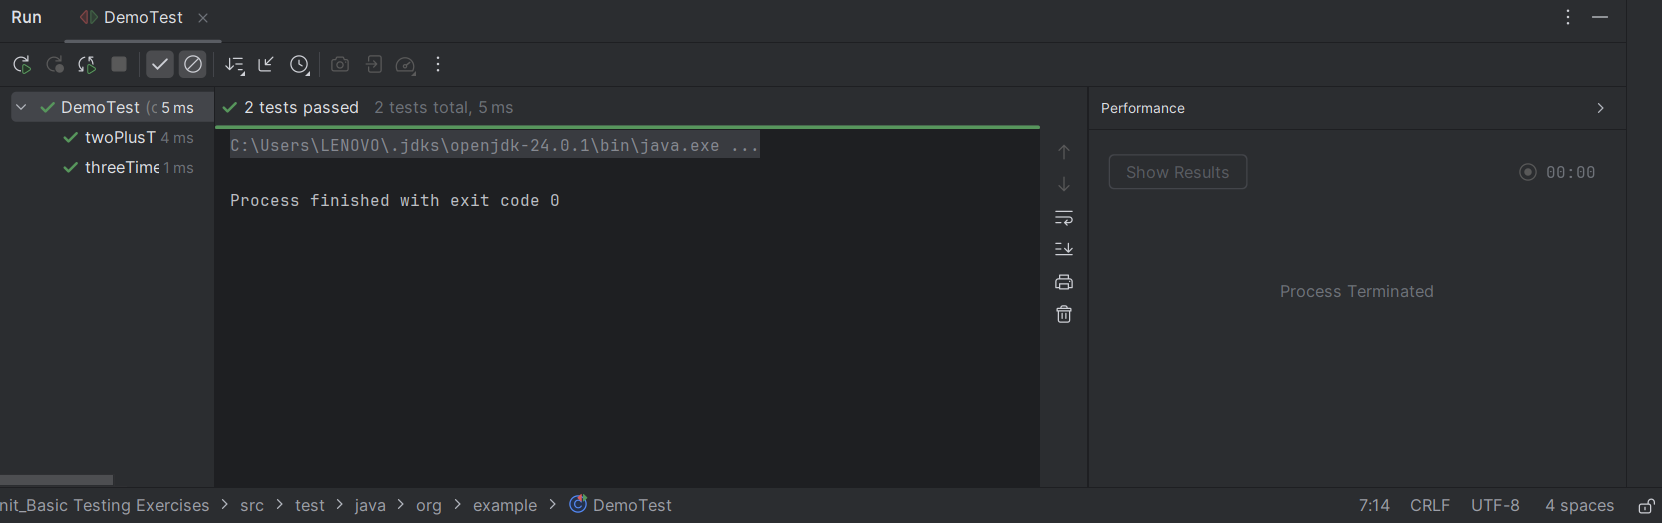 Run DemoTest
DemoTest 5 ms
twoPlusT 4 ms
threeTime 1 ms
2 tests passed 2 tests total, 5 ms
C:\Users\LENOVO\.jdks\openjdk-24.0.1\bin\java.exe ...
Process finished with exit code 0
Performance
Show Results 00:00
Process Terminated
nit_Basic Testing Exercises > src > test > java > org > example > DemoTest
7:14 CRLF UTF-8 4 spaces